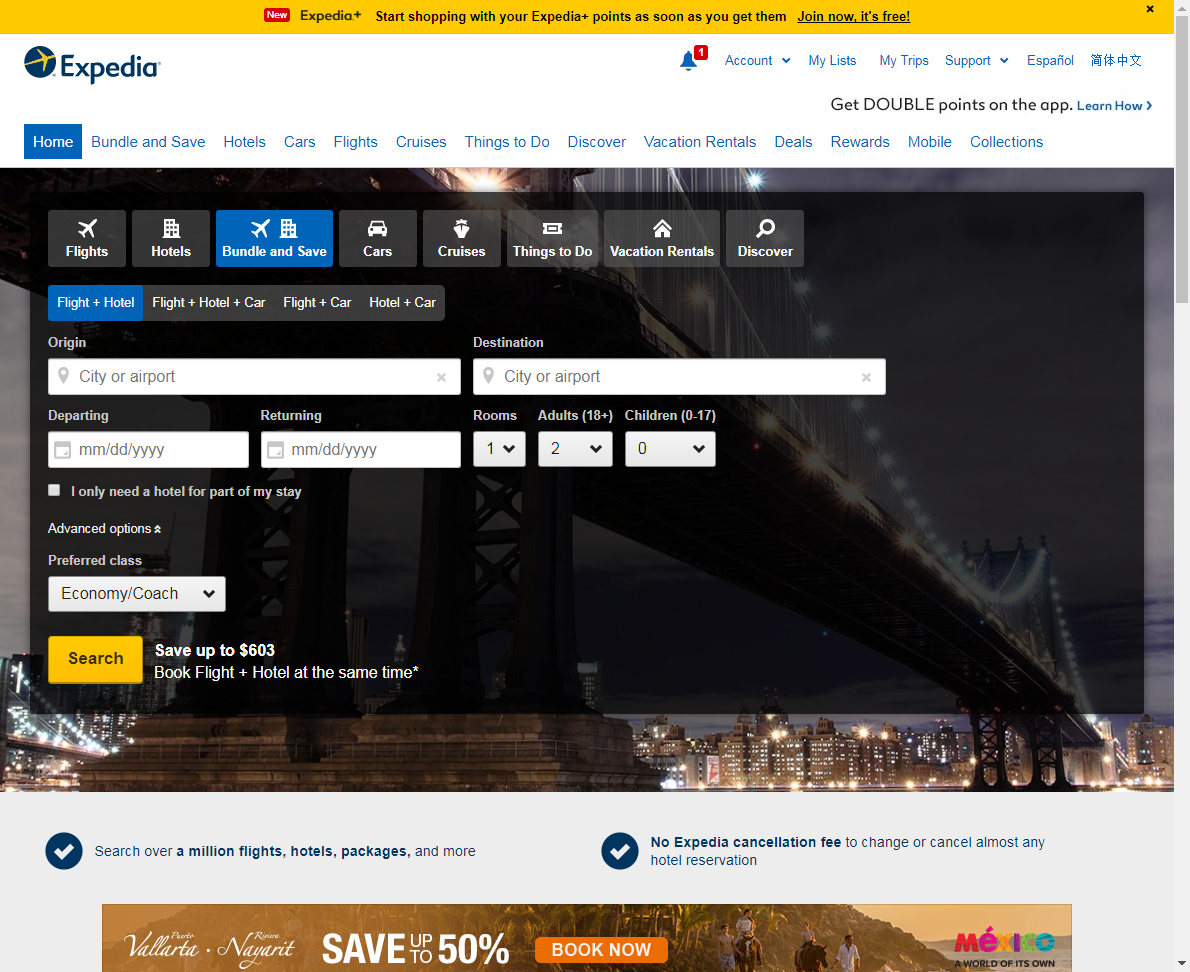 New Expedia+ Start shopping with your Expedia+ points as soon as you get them Join now, it's free!
Expedia
1 Account My Lists My Trips Support Español 简体中文
Get DOUBLE points on the app. Learn How
Home Bundle and Save Hotels Cars Flights Cruises Things to Do Discover Vacation Rentals Deals Rewards Mobile Collections
Flights Hotels Bundle and Save Cars Cruises Things to Do Vacation Rentals Discover
Flight + Hotel Flight + Hotel + Car Flight + Car Hotel + Car
Origin Destination
City or airport City or airport
Departing Returning Rooms Adults (18+) Children (0-17)
mm/dd/yyyy mm/dd/yyyy 1 2 0
I only need a hotel for part of my stay
Advanced options
Preferred class
Economy/Coach
Search
Save up to $603
Book Flight + Hotel at the same time*
Search over a million flights, hotels, packages, and more
No Expedia cancellation fee to change or cancel almost any
hotel reservation
Puerto Vallarta · Riviera Nayarit SAVE UP TO 50% BOOK NOW
México
A WORLD OF ITS OWN